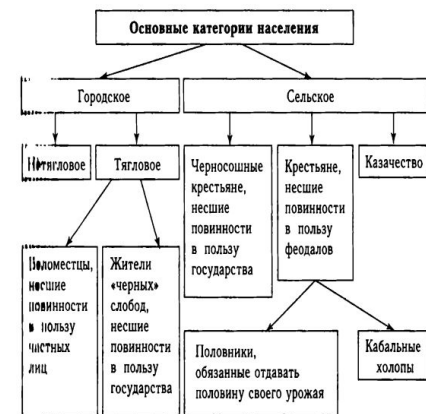 Основные категории населения
Городское
Сельское
Нетягловое
Тягловое
Черносошные
крестьяне,
несшие
повинности
в пользу
государства
Крестьяне,
несшие
повинности
в пользу
феодалов
Казачество
Беломестцы,
несшие
повинности
в пользу
частных
лиц
Жители
«черных»
слобод,
несшие
повинности
в пользу
государства
Половники,
обязанные отдавать
половину своего урожая
Кабальные
холопы